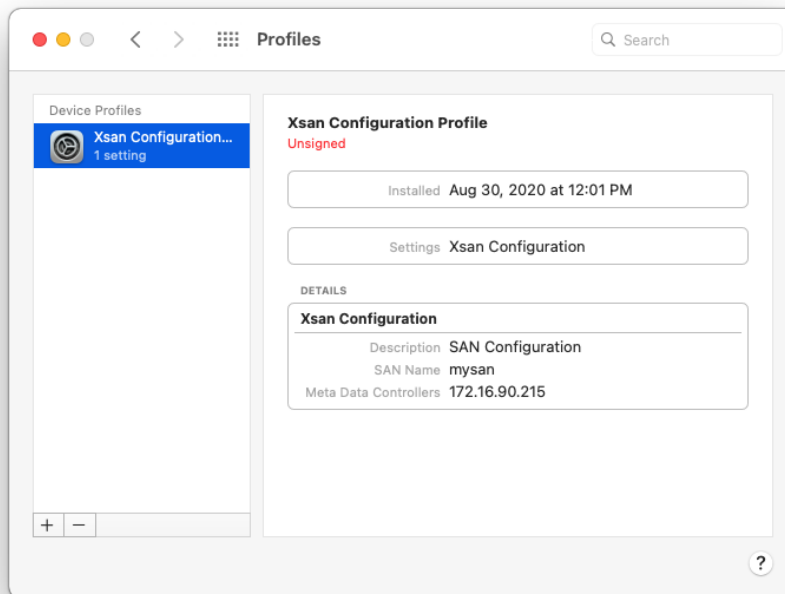 Profiles
Search
Device Profiles
Xsan Configuration...
1 setting
Xsan Configuration Profile
Unsigned
Installed Aug 30, 2020 at 12:01 PM
Settings Xsan Configuration
DETAILS
Xsan Configuration
Description SAN Configuration
SAN Name mysan
Meta Data Controllers 172.16.90.215
+ −
?